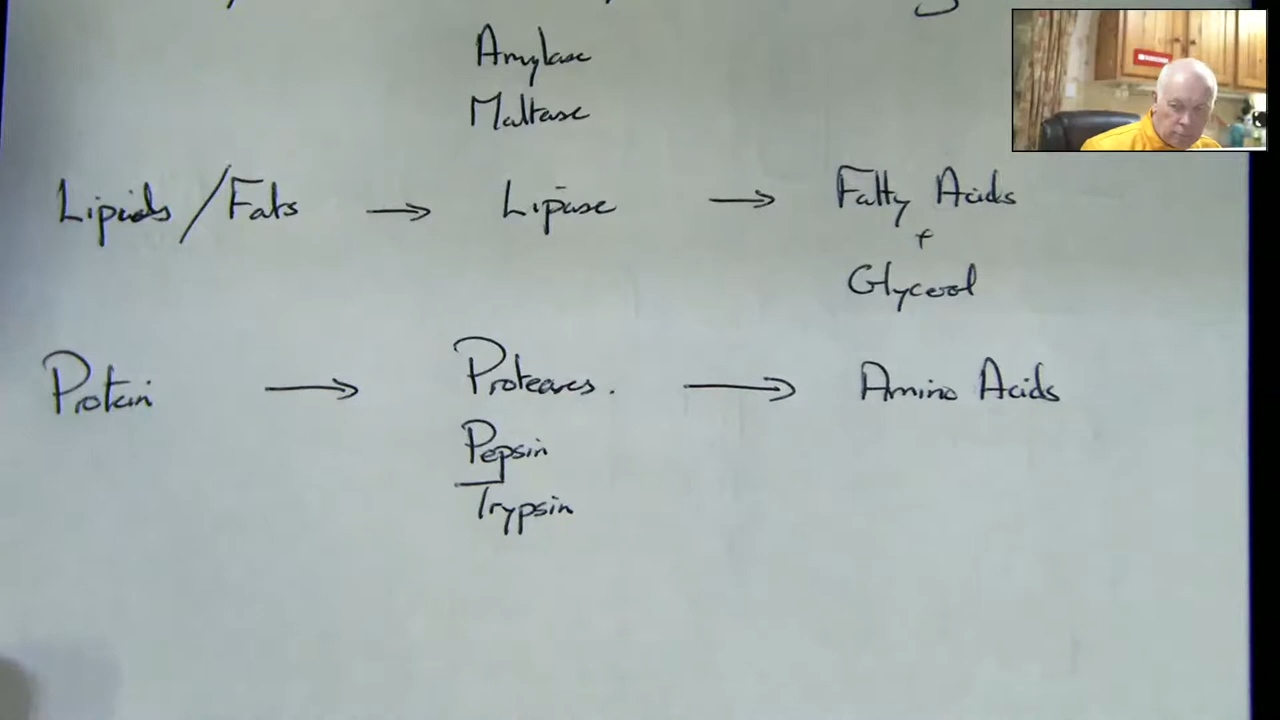 Amylase
Maltase
Lipids / Fats → Lipase → Fatty Acids
+
Glycerol
Protein → Proteases. → Amino Acids
Pepsin
Trypsin